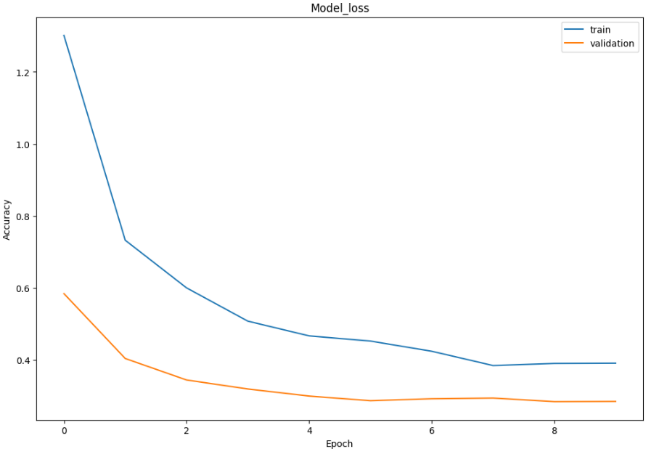 Model_loss
train
validation
1.2
1.0
0.8
0.6
0.4
Accuracy
0 2 4 6 8
Epoch